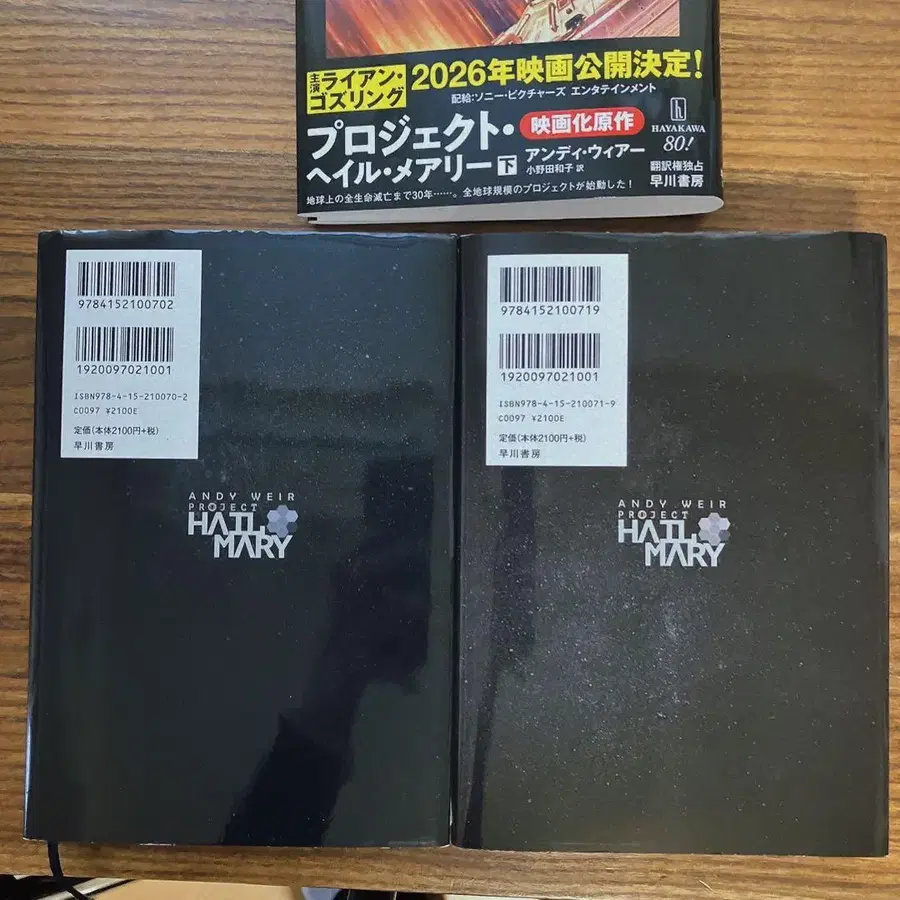 主演
ライアン・
ゴズリング
2026年映画公開決定!
配給:ソニー・ピクチャーズ エンタテインメント
プロジェクト・
ヘイル・メアリー 下
映画化原作
アンディ・ウィアー
小野田和子 訳
地球上の全生命滅亡まで30年……。全地球規模のプロジェクトが始動した!
h
HAYAKAWA
80!
翻訳権独占
早川書房
9784152100702
1920097021001
ISBN978-4-15-210070-2
C0097 ¥2100E
定価(本体2100円+税)
早川書房
ANDY WEIR
PROJECT
HAIL
MARY
9784152100719
1920097021001
ISBN978-4-15-210071-9
C0097 ¥2100E
定価(本体2100円+税)
早川書房
ANDY WEIR
PROJECT
HAIL
MARY